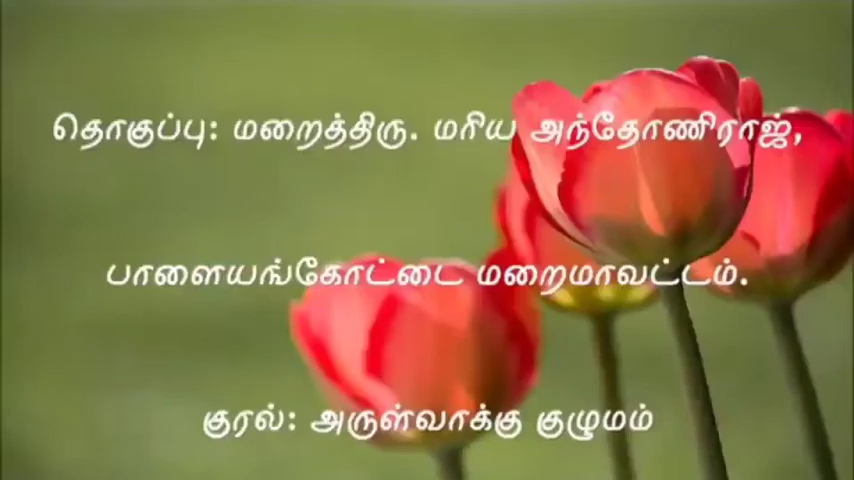 தொகுப்பு: மறைத்திரு. மரிய அந்தோணிராஜ்,
பாளையங்கோட்டை மறைமாவட்டம்.
குரல்: அருள்வாக்கு குழுமம்